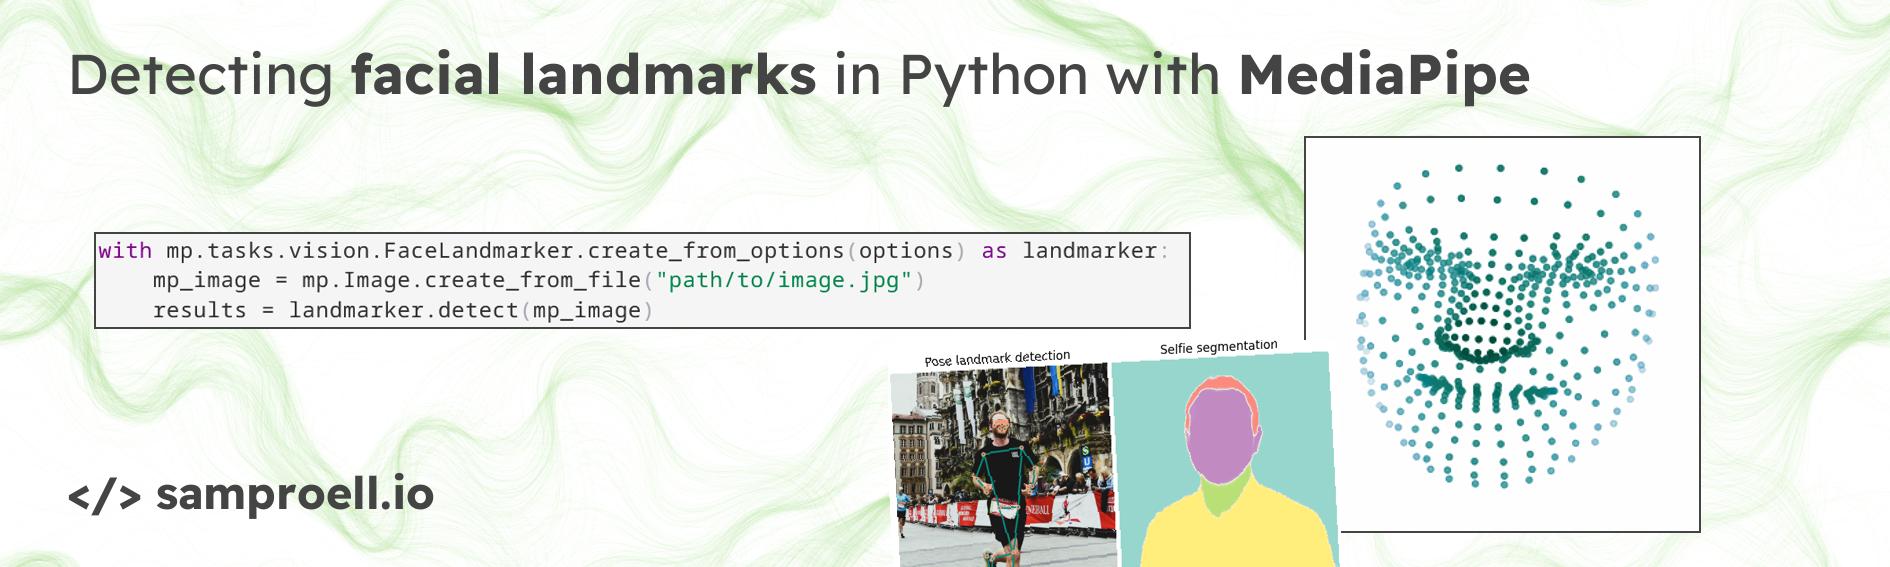 Detecting facial landmarks in Python with MediaPipe
with mp.tasks.vision.FaceLandmarker.create_from_options(options) as landmarker:
    mp_image = mp.Image.create_from_file("path/to/image.jpg")
    results = landmarker.detect(mp_image)
Pose landmark detection
Selfie segmentation
S
U
GENERALI
</> samproell.io